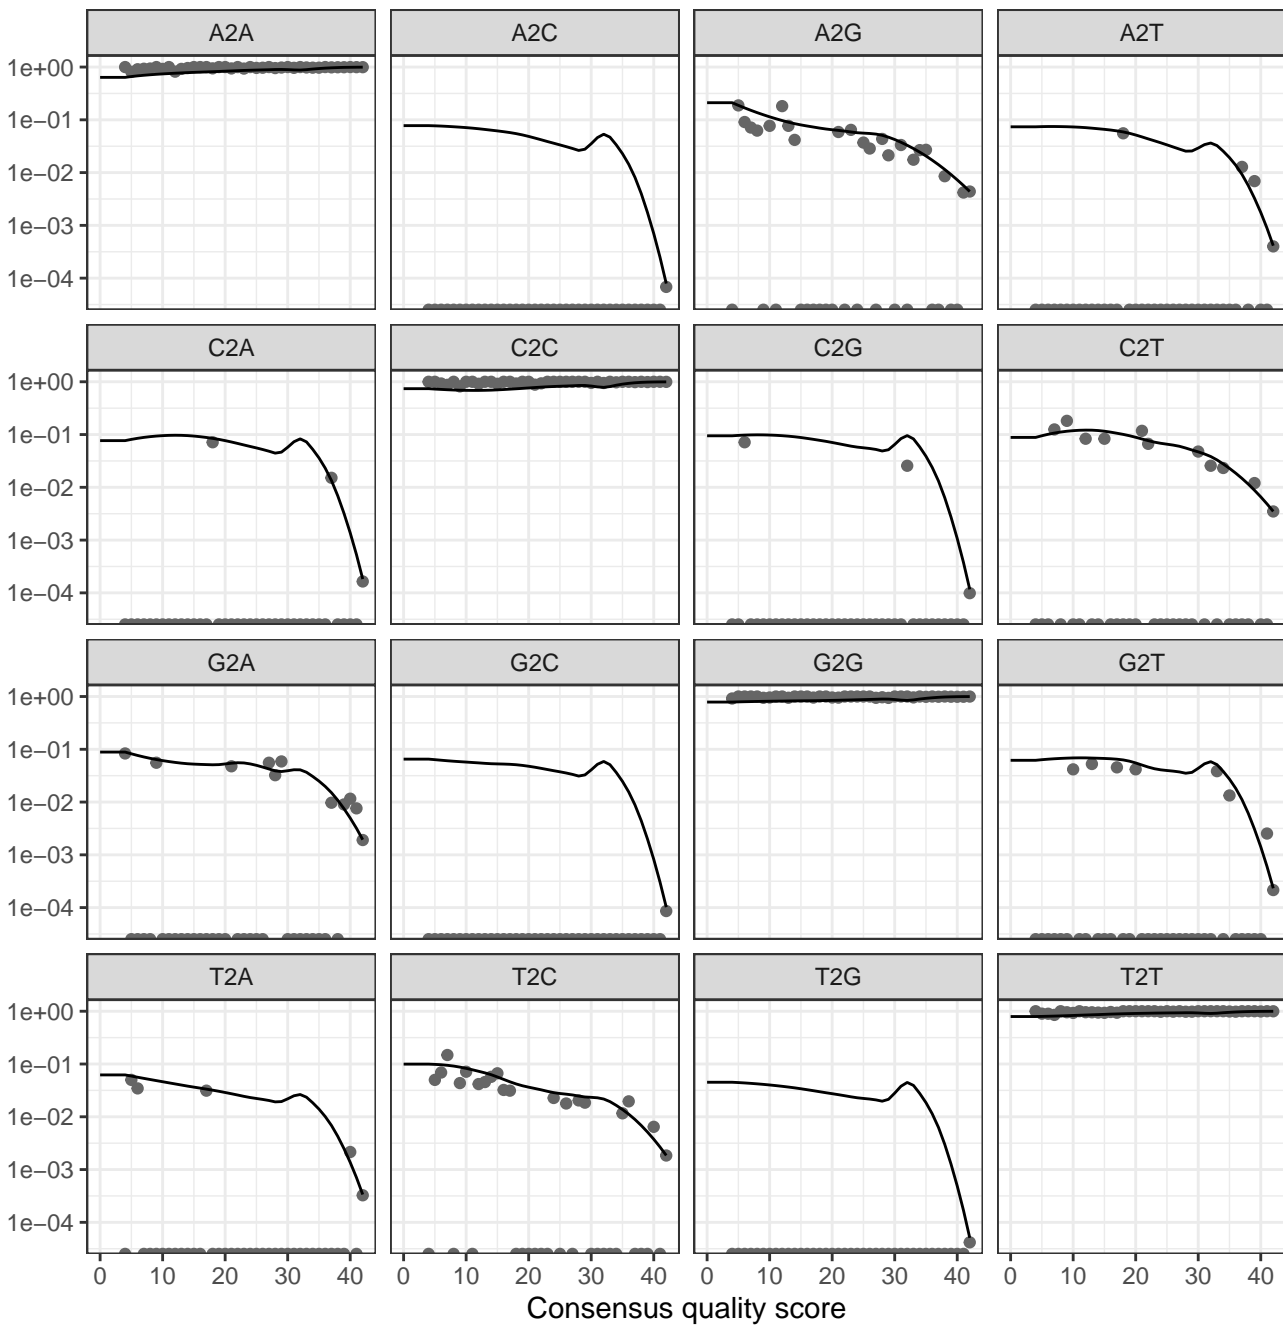 A2A A2C A2G A2T
1e+00
1e−01
1e−02
1e−03
1e−04
C2A C2C C2G C2T
1e+00
1e−01
1e−02
1e−03
1e−04
G2A G2C G2G G2T
1e+00
1e−01
1e−02
1e−03
1e−04
T2A T2C T2G T2T
1e+00
1e−01
1e−02
1e−03
1e−04
0 10 20 30 40 0 10 20 30 40 0 10 20 30 40 0 10 20 30 40
Consensus quality score